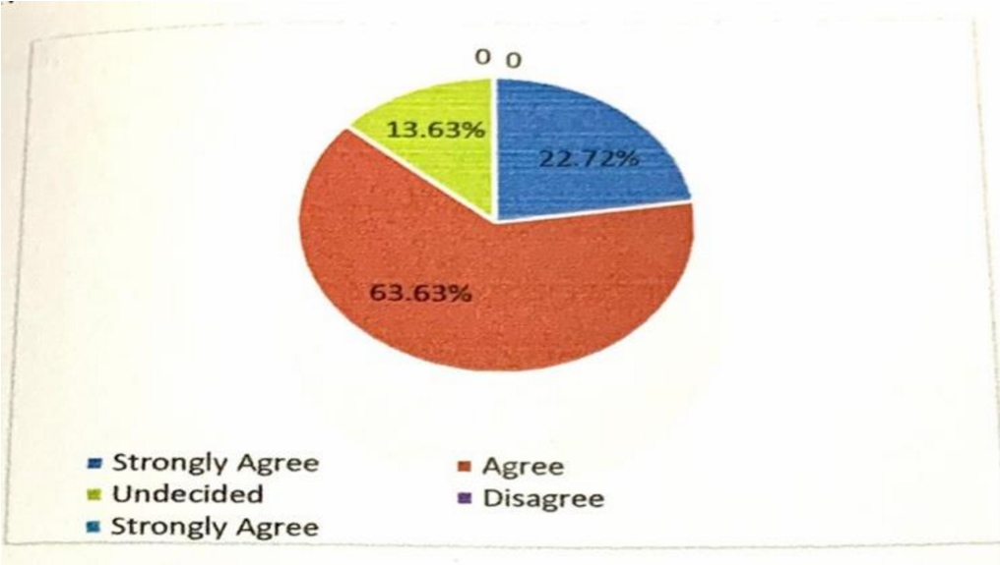 0 0
13.63%
22.72%
63.63%
Strongly Agree
Agree
Undecided
Disagree
Strongly Agree